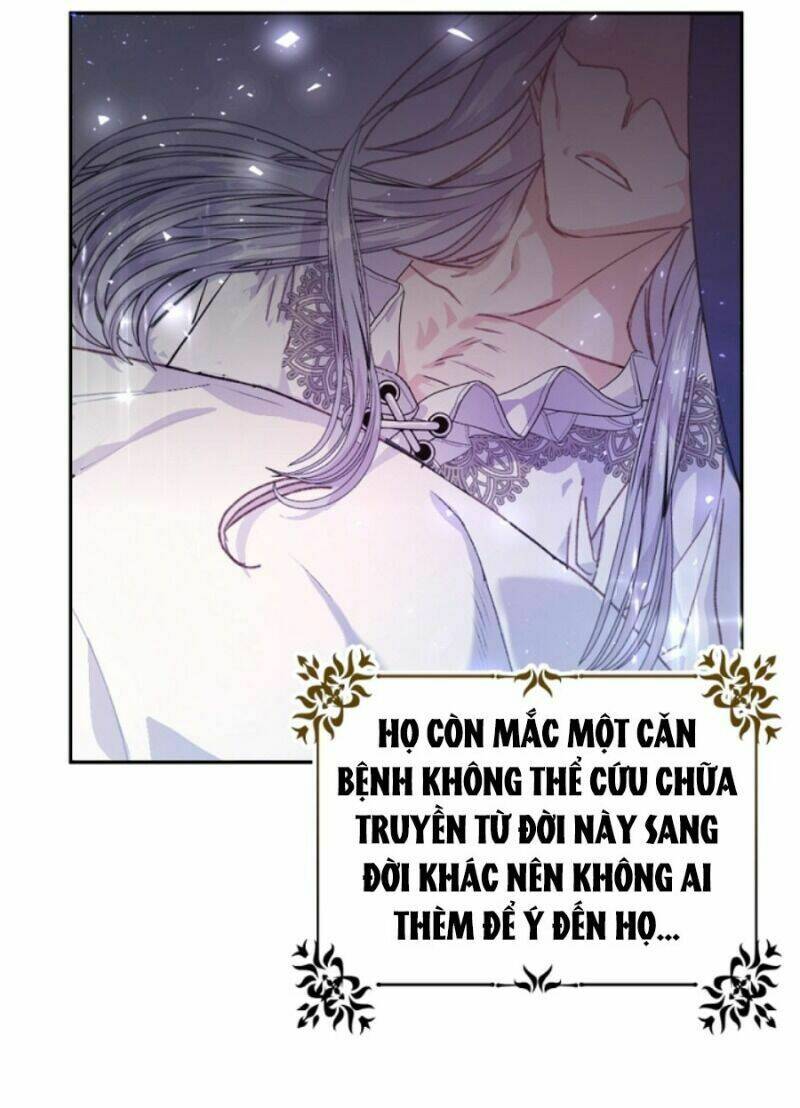 HỌ CÒN MẮC MỘT CĂN
BỆNH KHÔNG THỂ CỨU CHỮA
TRUYỀN TỪ ĐỜI NÀY SANG
ĐỜI KHÁC NÊN KHÔNG AI
THÈM ĐỂ Ý ĐẾN HỌ...